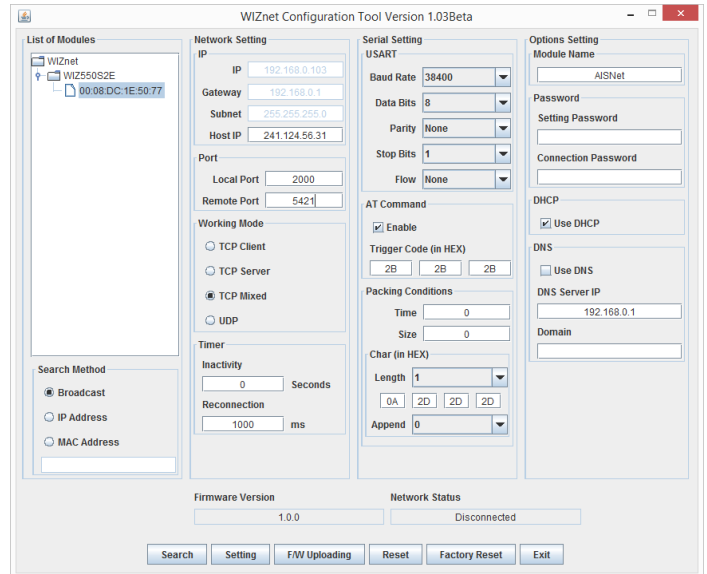 WIZnet Configuration Tool Version 1.03Beta
List of Modules
WIZnet
WIZ550S2E
00:08:DC:1E:50:77
Search Method
Broadcast
IP Address
MAC Address
Network Setting
IP
IP 192.168.0.103
Gateway 192.168.0.1
Subnet 255.255.255.0
Host IP 241.124.56.31
Port
Local Port 2000
Remote Port 5421
Working Mode
TCP Client
TCP Server
TCP Mixed
UDP
Timer
Inactivity
0 Seconds
Reconnection
1000 ms
Serial Setting
USART
Baud Rate 38400
Data Bits 8
Parity None
Stop Bits 1
Flow None
AT Command
Enable
Trigger Code (in HEX)
2B 2B 2B
Packing Conditions
Time 0
Size 0
Char (in HEX)
Length 1
0A 2D 2D 2D
Append 0
Options Setting
Module Name
AISNet
Password
Setting Password
Connection Password
DHCP
Use DHCP
DNS
Use DNS
DNS Server IP
192.168.0.1
Domain
Firmware Version
1.0.0
Network Status
Disconnected
Search Setting F/W Uploading Reset Factory Reset Exit